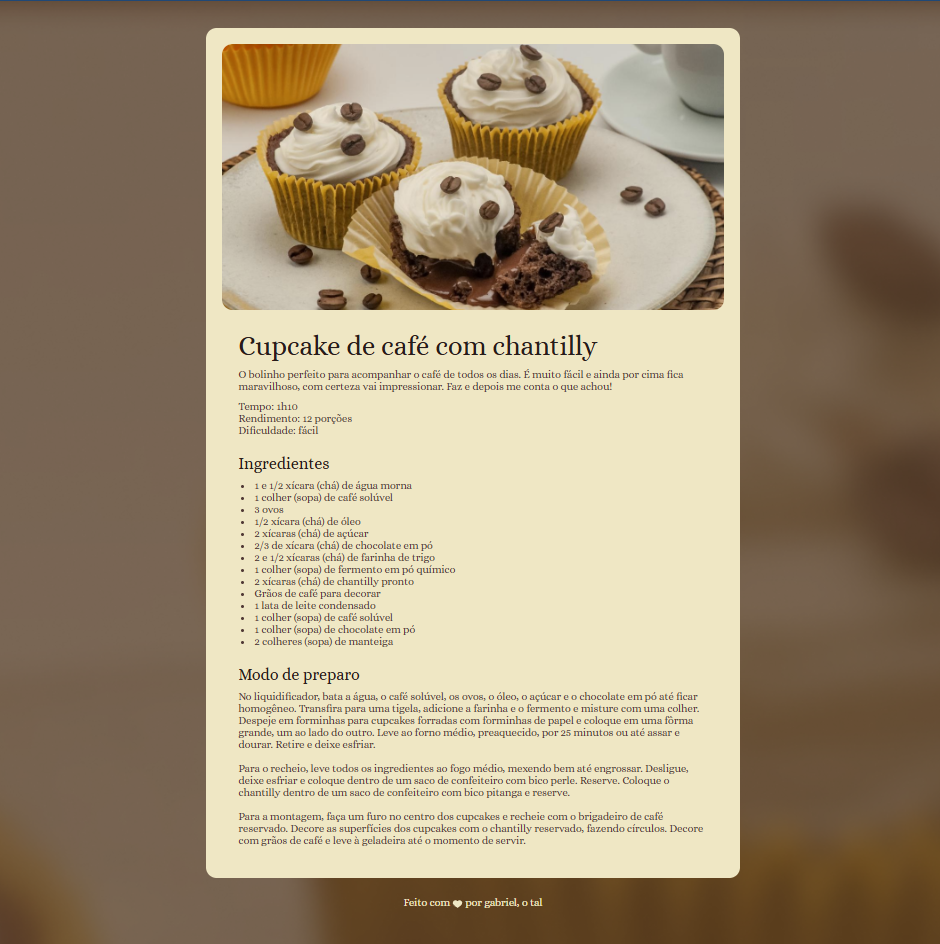 Cupcake de café com chantilly
O bolinho perfeito para acompanhar o café de todos os dias. É muito fácil e ainda por cima fica
maravilhoso, com certeza vai impressionar. Faz e depois me conta o que achou!
Tempo: 1h10
Rendimento: 12 porções
Dificuldade: fácil
Ingredientes
• 1 e 1/2 xícara (chá) de água morna
• 1 colher (sopa) de café solúvel
• 3 ovos
• 1/2 xícara (chá) de óleo
• 2 xícaras (chá) de açúcar
• 2/3 de xícara (chá) de chocolate em pó
• 2 e 1/2 xícaras (chá) de farinha de trigo
• 1 colher (sopa) de fermento em pó químico
• 2 xícaras (chá) de chantilly pronto
• Grãos de café para decorar
• 1 lata de leite condensado
• 1 colher (sopa) de café solúvel
• 1 colher (sopa) de chocolate em pó
• 2 colheres (sopa) de manteiga
Modo de preparo
No liquidificador, bata a água, o café solúvel, os ovos, o óleo, o açúcar e o chocolate em pó até ficar
homogêneo. Transfira para uma tigela, adicione a farinha e o fermento e misture com uma colher.
Despeje em forminhas para cupcakes forradas com forminhas de papel e coloque em uma fôrma
grande, um ao lado do outro. Leve ao forno médio, preaquecido, por 25 minutos ou até assar e
dourar. Retire e deixe esfriar.
Para o recheio, leve todos os ingredientes ao fogo médio, mexendo bem até engrossar. Desligue,
deixe esfriar e coloque dentro de um saco de confeiteiro com bico perle. Reserve. Coloque o
chantilly dentro de um saco de confeiteiro com bico pitanga e reserve.
Para a montagem, faça um furo no centro dos cupcakes e recheie com o brigadeiro de café
reservado. Decore as superfícies dos cupcakes com o chantilly reservado, fazendo círculos. Decore
com grãos de café e leve à geladeira até o momento de servir.
Feito com ❤ por gabriel, o tal